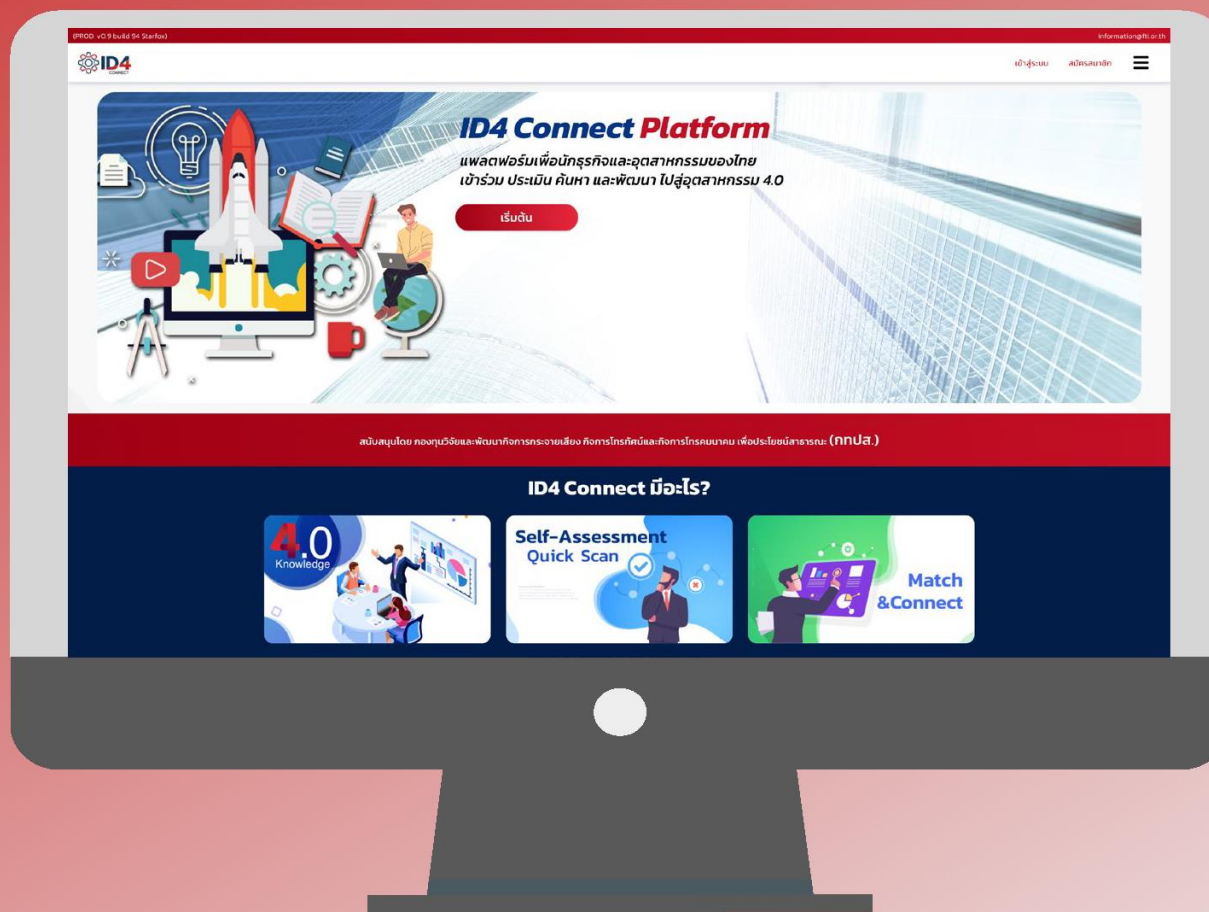 (PROD v0.9 build 94 Starfox)
information@fti.or.th
ID4
CONNECT
เข้าสู่ระบบ
สมัครสมาชิก
ID4 Connect Platform
แพลตฟอร์มเพื่อนักธุรกิจและอุตสาหกรรมของไทย
เข้าร่วม ประเมิน ค้นหา และพัฒนา ไปสู่อุตสาหกรรม 4.0
เริ่มต้น
สนับสนุนโดย กองทุนวิจัยและพัฒนากิจการกระจายเสียง กิจการโทรทัศน์และกิจการโทรคมนาคม เพื่อประโยชน์สาธารณะ (กทปส.)
ID4 Connect มีอะไร?
4.0
Knowledge
Self-Assessment
Quick Scan
Match
&Connect